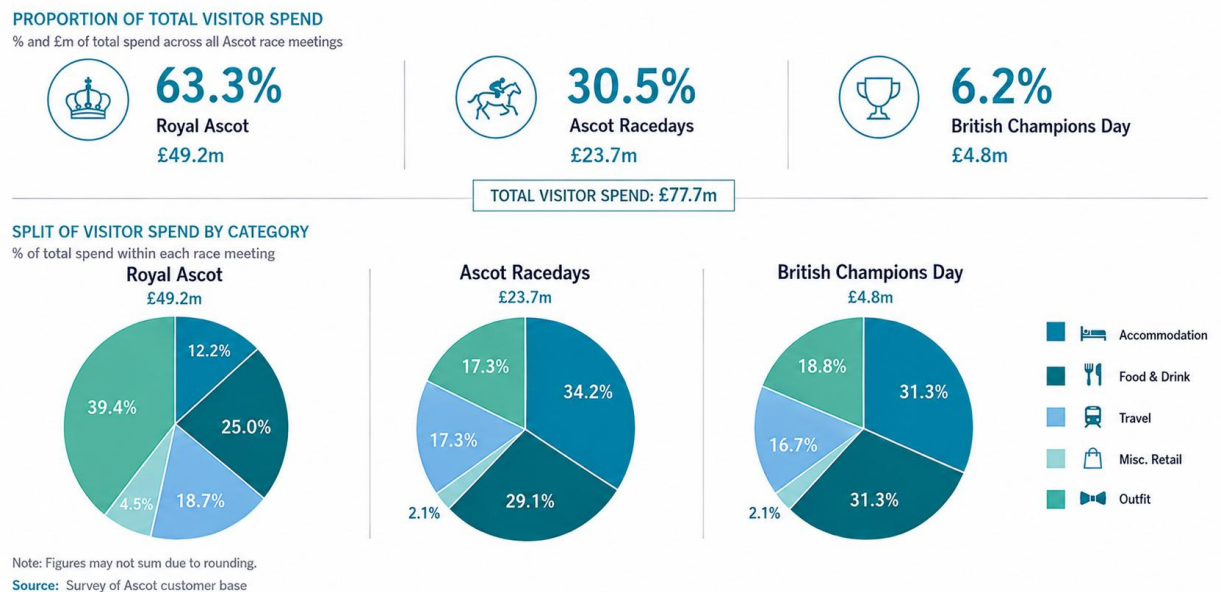 PROPORTION OF TOTAL VISITOR SPEND
% and £m of total spend across all Ascot race meetings
63.3%
Royal Ascot
£49.2m
30.5%
Ascot Racedays
£23.7m
6.2%
British Champions Day
£4.8m
TOTAL VISITOR SPEND: £77.7m
SPLIT OF VISITOR SPEND BY CATEGORY
% of total spend within each race meeting
Royal Ascot
£49.2m
12.2%
25.0%
18.7%
4.5%
39.4%
Ascot Racedays
£23.7m
34.2%
29.1%
2.1%
17.3%
17.3%
British Champions Day
£4.8m
31.3%
31.3%
2.1%
16.7%
18.8%
Accommodation
Food & Drink
Travel
Misc. Retail
Outfit
Note: Figures may not sum due to rounding.
Source: Survey of Ascot customer base